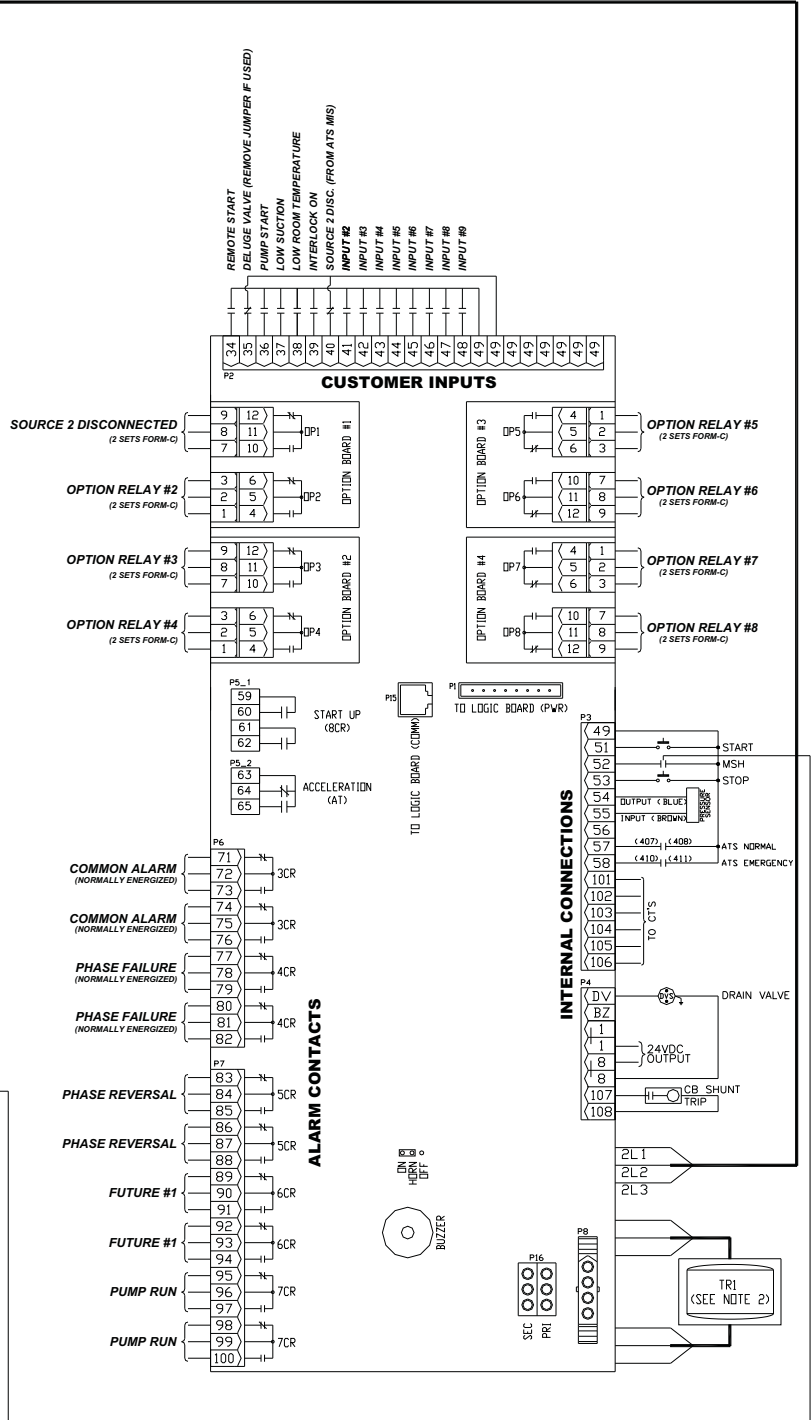 REMOTE START
DELUGE VALVE (REMOVE JUMPER IF USED)
PUMP START
LOW SUCTION
LOW ROOM TEMPERATURE
INTERLOCK ON
SOURCE 2 DISC. (FROM ATS MIS)
INPUT #2
INPUT #3
INPUT #4
INPUT #5
INPUT #6
INPUT #7
INPUT #8
INPUT #9
34 35 36 37 38 39 40 41 42 43 44 45 46 47 48 49 49 49 49 49 49 49 49
P2
CUSTOMER INPUTS
SOURCE 2 DISCONNECTED
(2 SETS FORM-C)
9 12
8 11
7 10
OP1
OPTION RELAY #2
(2 SETS FORM-C)
3 6
2 5
1 4
OP2
OPTION BOARD #1
OPTION RELAY #3
(2 SETS FORM-C)
9 12
8 11
7 10
OP3
OPTION RELAY #4
(2 SETS FORM-C)
3 6
2 5
1 4
OP4
OPTION BOARD #2
OPTION BOARD #3
OP5
4 1
5 2
6 3
OPTION RELAY #5
(2 SETS FORM-C)
OP6
10 7
11 8
12 9
OPTION RELAY #6
(2 SETS FORM-C)
OPTION BOARD #4
OP7
4 1
5 2
6 3
OPTION RELAY #7
(2 SETS FORM-C)
OP8
10 7
11 8
12 9
OPTION RELAY #8
(2 SETS FORM-C)
P5_1
59
60
61
62
START UP
(8CR)
P5_2
63
64
65
ACCELERATION
(AT)
P15
TO LOGIC BOARD (COMM)
P1
TO LOGIC BOARD (PWR)
P6
COMMON ALARM
(NORMALLY ENERGIZED)
71
72
73
3CR
COMMON ALARM
(NORMALLY ENERGIZED)
74
75
76
3CR
PHASE FAILURE
(NORMALLY ENERGIZED)
77
78
79
4CR
PHASE FAILURE
(NORMALLY ENERGIZED)
80
81
82
4CR
P7
PHASE REVERSAL
83
84
85
5CR
PHASE REVERSAL
86
87
88
5CR
FUTURE #1
89
90
91
6CR
FUTURE #1
92
93
94
6CR
PUMP RUN
95
96
97
7CR
PUMP RUN
98
99
100
7CR
ALARM CONTACTS
INTERNAL CONNECTIONS
P3
49
51 START
52 MSH
53 STOP
54 OUTPUT (BLUE)
55 INPUT (BROWN)
PRESSURE SENSOR
56
57 (407) (408) ATS NORMAL
58 (410) (411) ATS EMERGENCY
101
102
103
104
105
106
TO CT'S
P4
DV DVS DRAIN VALVE
BZ
1
1
8
8
24VDC
OUTPUT
107
108
CB SHUNT
TRIP
2L1
2L2
2L3
ON
HORN
OFF
BUZZER
P16
SEC PRI
P8
TR1
(SEE NOTE 2)